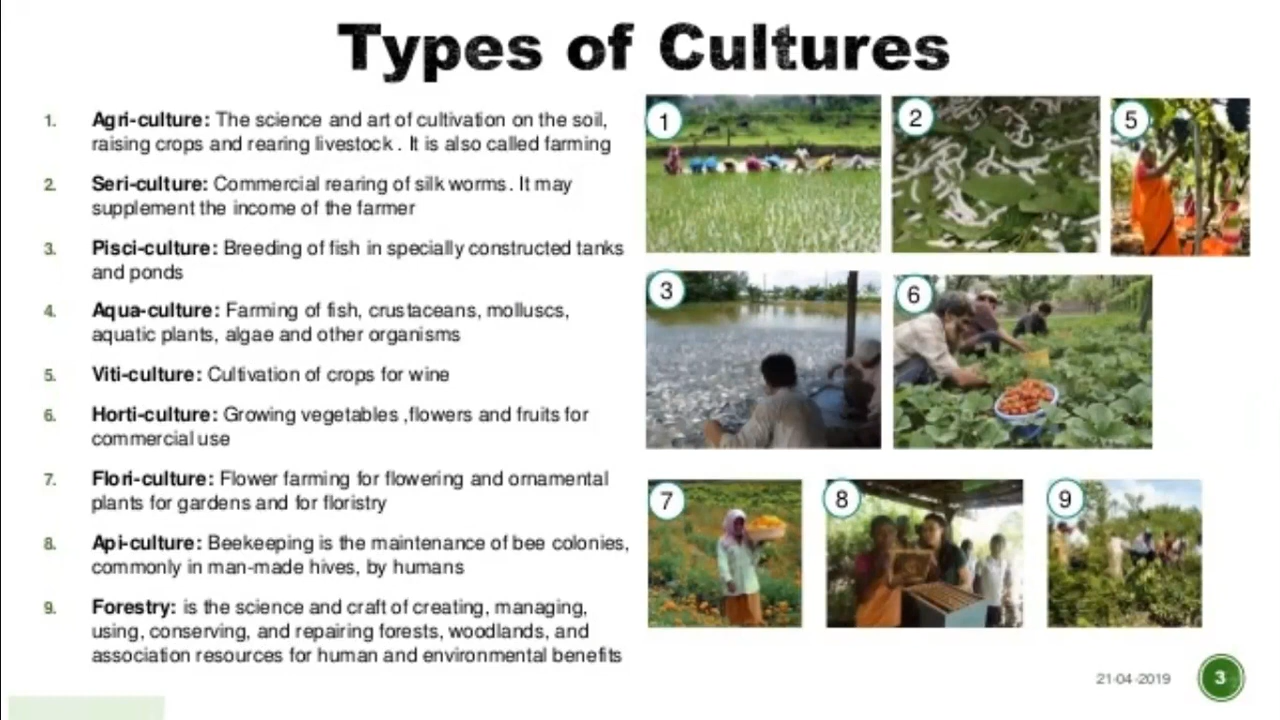 Types of Cultures
1. Agri-culture: The science and art of cultivation on the soil,
raising crops and rearing livestock . It is also called farming
2. Seri-culture: Commercial rearing of silk worms. It may
supplement the income of the farmer
3. Pisci-culture: Breeding of fish in specially constructed tanks
and ponds
4. Aqua-culture: Farming of fish, crustaceans, molluscs,
aquatic plants, algae and other organisms
5. Viti-culture: Cultivation of crops for wine
6. Horti-culture: Growing vegetables ,flowers and fruits for
commercial use
7. Flori-culture: Flower farming for flowering and ornamental
plants for gardens and for floristry
8. Api-culture: Beekeeping is the maintenance of bee colonies,
commonly in man-made hives, by humans
9. Forestry: is the science and craft of creating, managing,
using, conserving, and repairing forests, woodlands, and
association resources for human and environmental benefits
1
2
5
3
6
7
8
9
21-04-2019
3